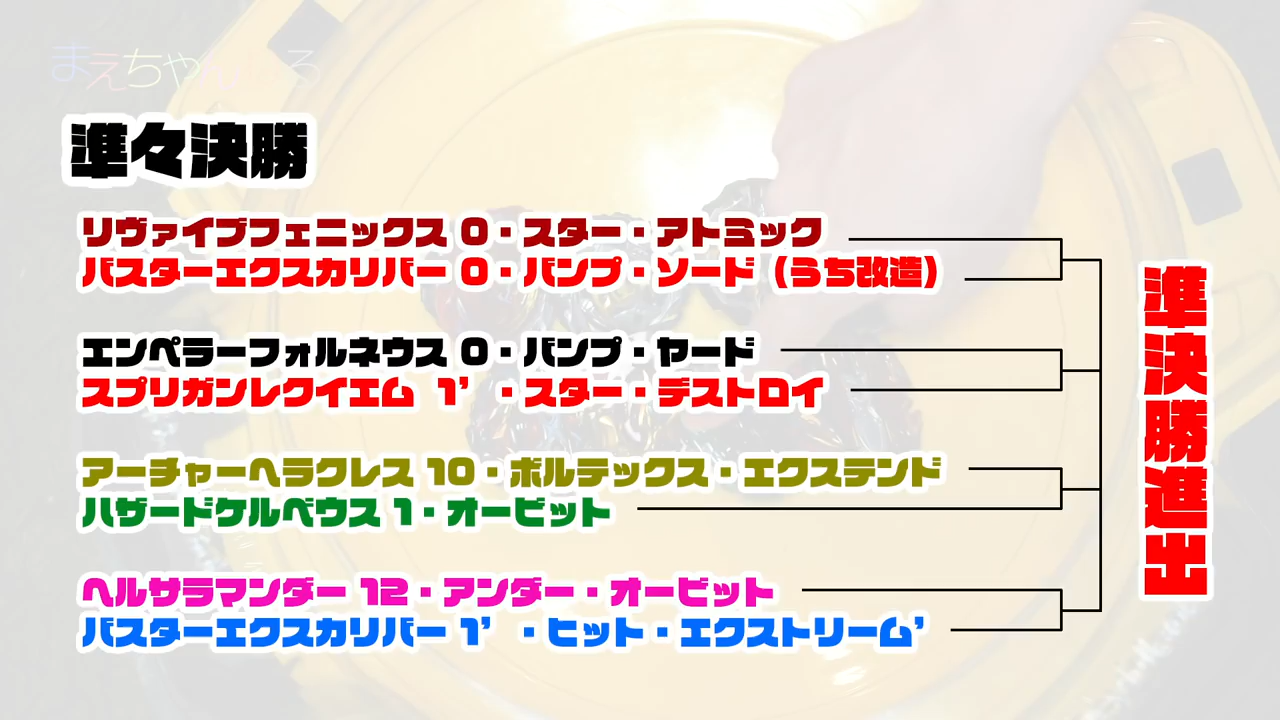 準々決勝
リヴァイブフェニックス 0・スター・アトミック
バスターエクスカリバー 0・バンプ・ソード（うち改造）
エンペラーフォルネウス 0・バンプ・ヤード
スプリガンレクイエム 1’・スター・デストロイ
アーチャーヘラクレス 10・ボルテックス・エクステンド
ハザードケルベウス 1・オービット
ヘルサラマンダー 12・アンダー・オービット
バスターエクスカリバー 1’・ヒット・エクストリーム’
準決勝進出